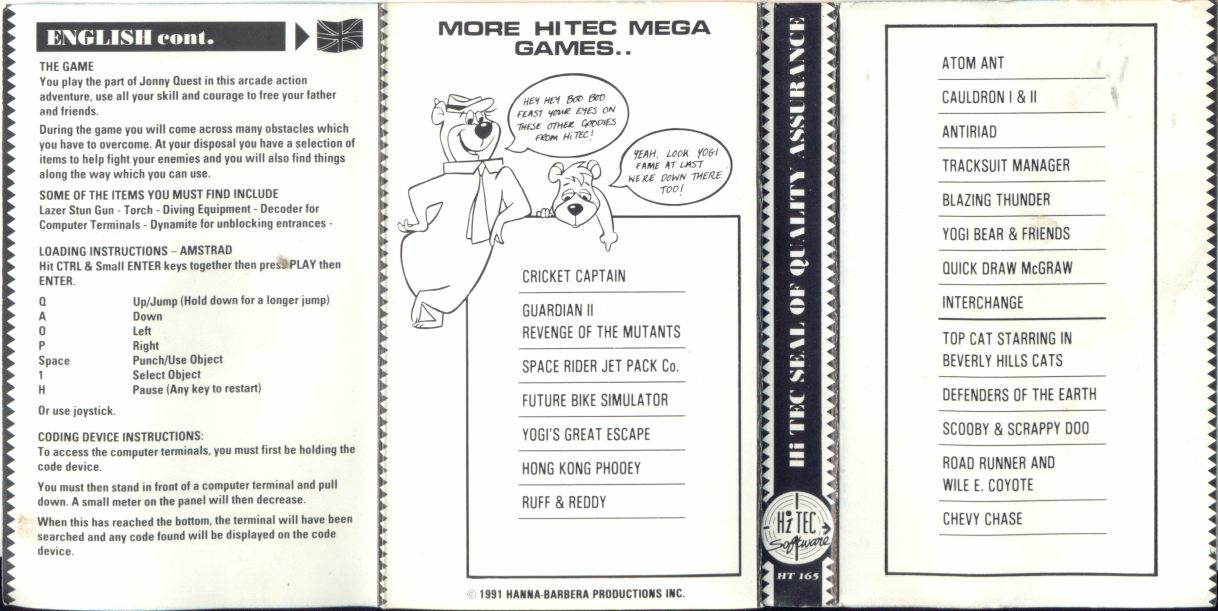 ENGLISH cont.
THE GAME
You play the part of Jonny Quest in this arcade action
adventure, use all your skill and courage to free your father
and friends.
During the game you will come across many obstacles which
you have to overcome. At your disposal you have a selection of
items to help fight your enemies and you will also find things
along the way which you can use.
SOME OF THE ITEMS YOU MUST FIND INCLUDE
Lazer Stun Gun - Torch - Diving Equipment - Decoder for
Computer Terminals - Dynamite for unblocking entrances -
LOADING INSTRUCTIONS – AMSTRAD
Hit CTRL & Small ENTER keys together then press PLAY then
ENTER.
Q Up/Jump (Hold down for a longer jump)
A Down
O Left
P Right
Space Punch/Use Object
1 Select Object
H Pause (Any key to restart)
Or use joystick.
CODING DEVICE INSTRUCTIONS:
To access the computer terminals, you must first be holding the
code device.
You must then stand in front of a computer terminal and pull
down. A small meter on the panel will then decrease.
When this has reached the bottom, the terminal will have been
searched and any code found will be displayed on the code
device.
MORE HI TEC MEGA
GAMES..
HEY HEY BOO BOO
FEAST YOUR EYES ON
THESE OTHER GOODIES
FROM HiTEC!
YEAH, LOOK YOGI
FAME AT LAST
WE'RE DOWN THERE
TOO!
CRICKET CAPTAIN
GUARDIAN II
REVENGE OF THE MUTANTS
SPACE RIDER JET PACK Co.
FUTURE BIKE SIMULATOR
YOGI'S GREAT ESCAPE
HONG KONG PHOOEY
RUFF & REDDY
© 1991 HANNA-BARBERA PRODUCTIONS INC.
Hi TEC SEAL OF QUALITY ASSURANCE
Hi TEC
Software
HT 165
ATOM ANT
CAULDRON I & II
ANTIRIAD
TRACKSUIT MANAGER
BLAZING THUNDER
YOGI BEAR & FRIENDS
QUICK DRAW McGRAW
INTERCHANGE
TOP CAT STARRING IN
BEVERLY HILLS CATS
DEFENDERS OF THE EARTH
SCOOBY & SCRAPPY DOO
ROAD RUNNER AND
WILE E. COYOTE
CHEVY CHASE